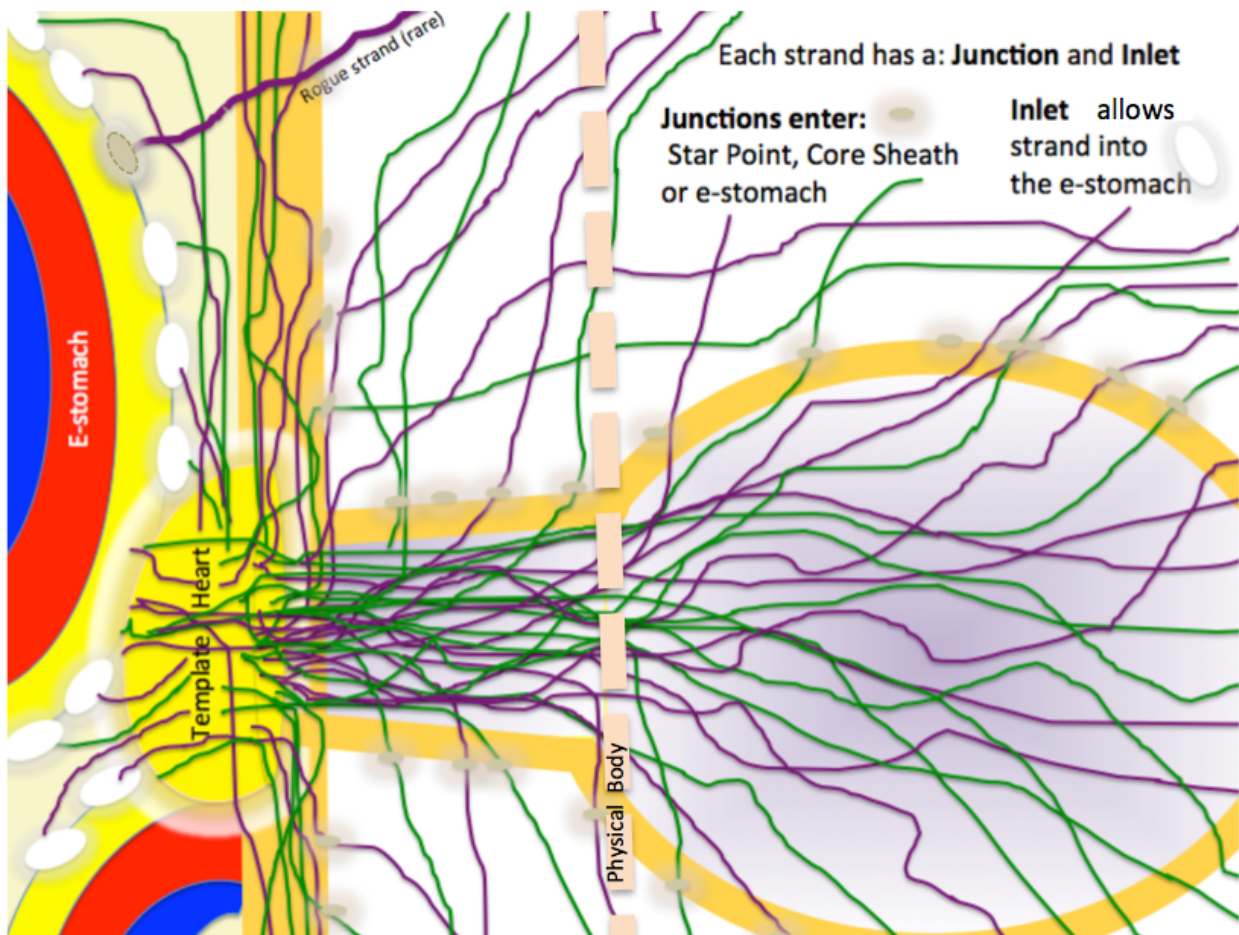 Rogue strand (rare)
Each strand has a: Junction and Inlet
Junctions enter:
Star Point, Core Sheath
or e-stomach
Inlet allows
strand into
the e-stomach
E-stomach
Template Heart
Physical Body